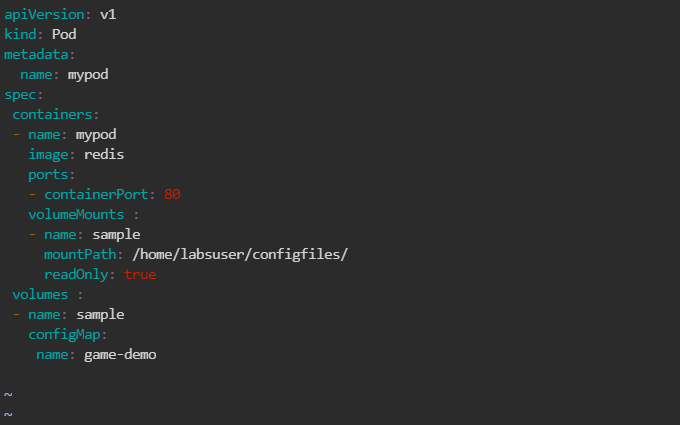 apiVersion: v1
kind: Pod
metadata:
  name: mypod
spec:
 containers:
 - name: mypod
   image: redis
   ports:
   - containerPort: 80
   volumeMounts :
   - name: sample
     mountPath: /home/labsuser/configfiles/
     readOnly: true
 volumes :
 - name: sample
   configMap:
    name: game-demo

~
~